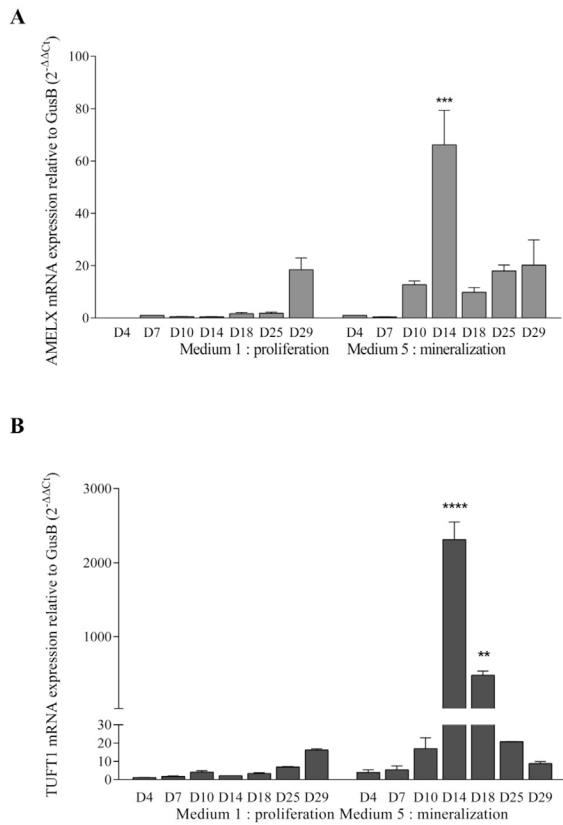 A
AMELX mRNA expression relative to GusB (2-ΔΔCt)
100
80
60
40
20
0
***
D4 D7 D10 D14 D18 D25 D29 D4 D7 D10 D14 D18 D25 D29
Medium 1 : proliferation Medium 5 : mineralization
B
TUFT1 mRNA expression relative to GusB (2-ΔΔCt)
3000
2000
1000
30
20
10
0
****
**
D4 D7 D10 D14 D18 D25 D29 D4 D7 D10 D14 D18 D25 D29
Medium 1 : proliferation Medium 5 : mineralization